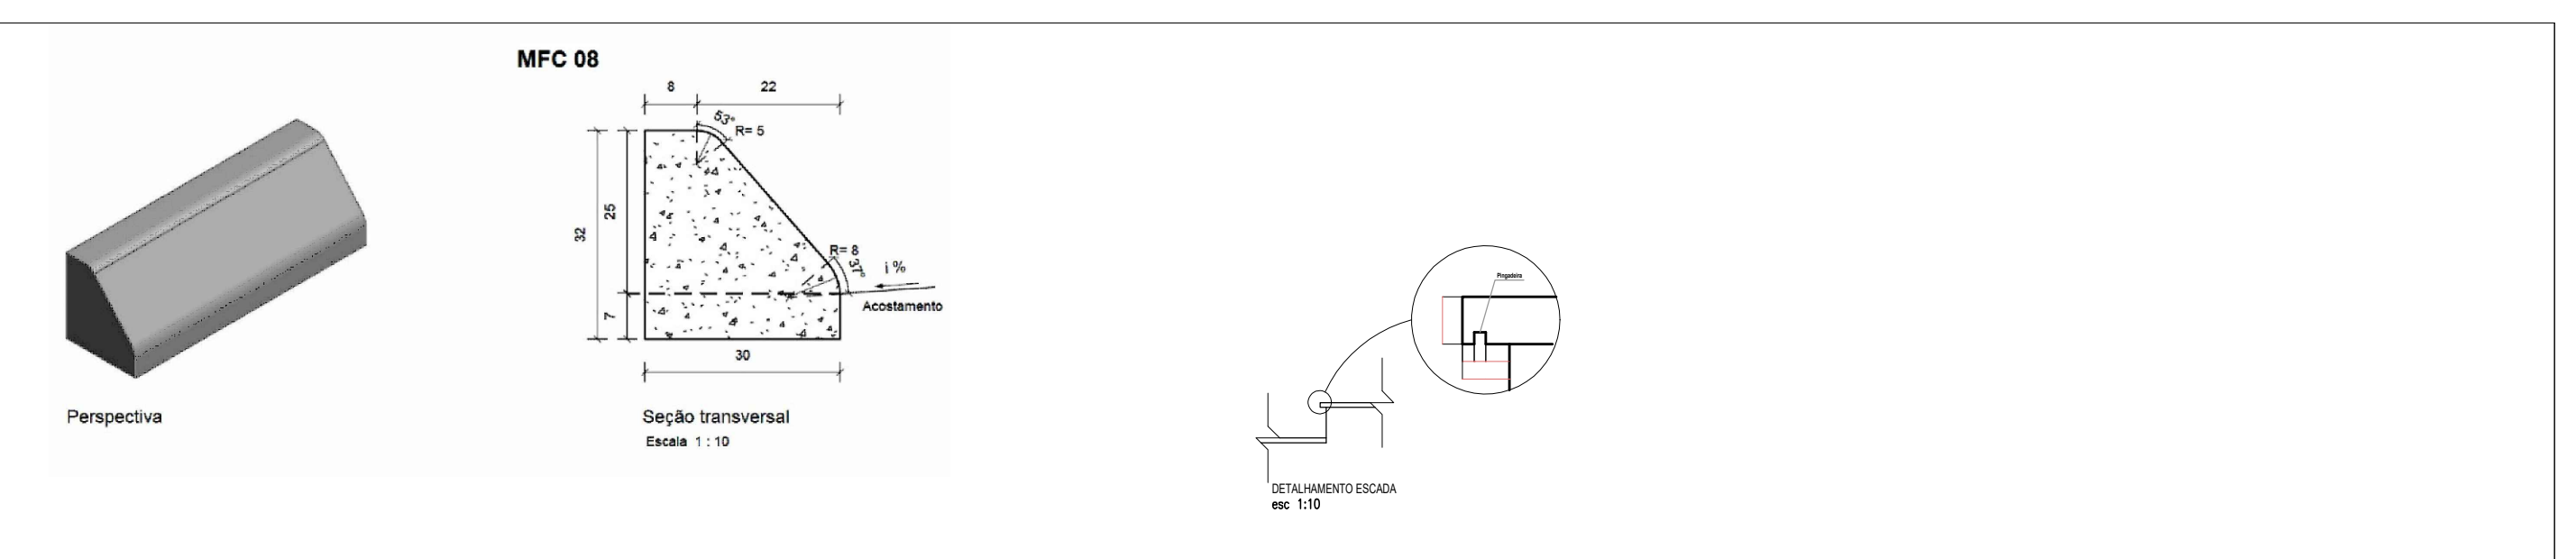 MFC 08
8
22
53°
R= 5
25
32
R= 8
37°
i %
Acostamento
7
30
Perspectiva
Seção transversal
Escala 1 : 10
Pingadeira
DETALHAMENTO ESCADA
esc 1:10